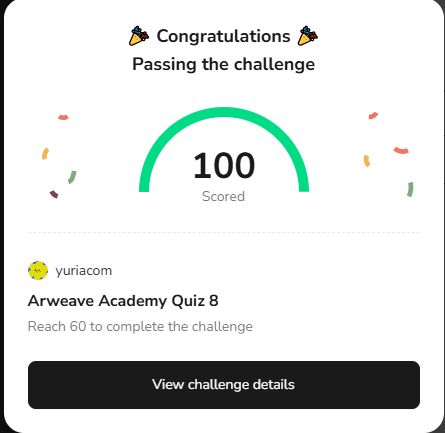 🎉 Congratulations 🎉
Passing the challenge
100
Scored
yuriacom
Arweave Academy Quiz 8
Reach 60 to complete the challenge
View challenge details